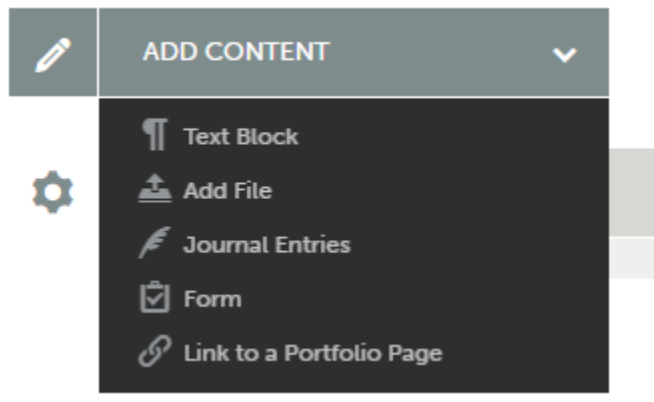 ADD CONTENT
Text Block
Add File
Journal Entries
Form
Link to a Portfolio Page